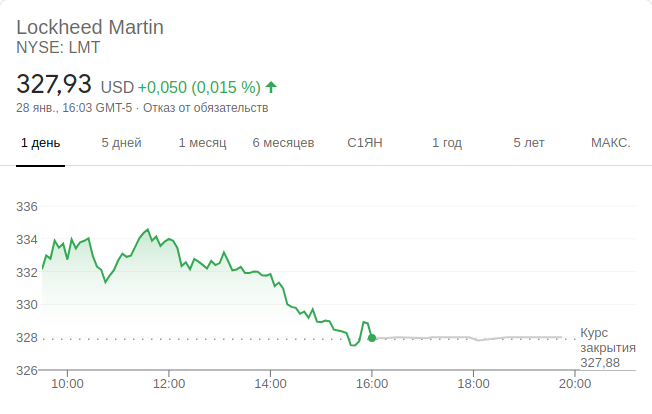 Lockheed Martin
NYSE: LMT
327,93 USD +0,050 (0,015 %)
28 янв., 16:03 GMT-5 · Отказ от обязательств
1 день 5 дней 1 месяц 6 месяцев С1ЯН 1 год 5 лет МАКС.
336
334
332
330
328
326
Курс
закрытия
327,88
10:00 12:00 14:00 16:00 18:00 20:00